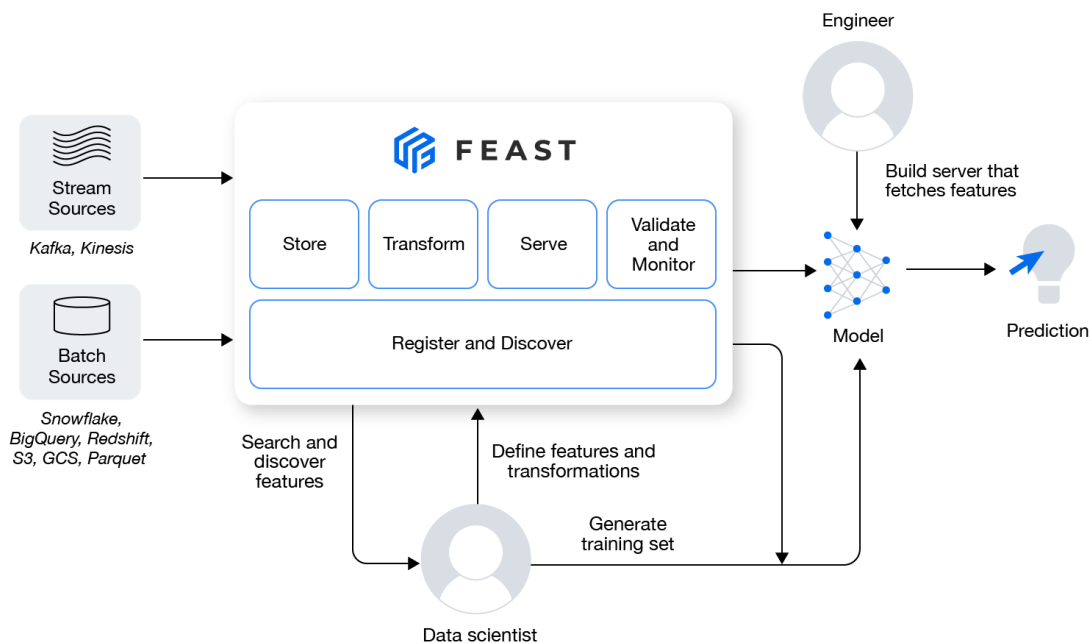 Engineer
FEAST
Build server that
fetches features
Stream
Sources
Kafka, Kinesis
Store
Transform
Serve
Validate
and
Monitor
Register and Discover
Model
Prediction
Batch
Sources
Snowflake,
BigQuery, Redshift,
S3, GCS, Parquet
Search and
discover
features
Define features and
transformations
Generate
training set
Data scientist